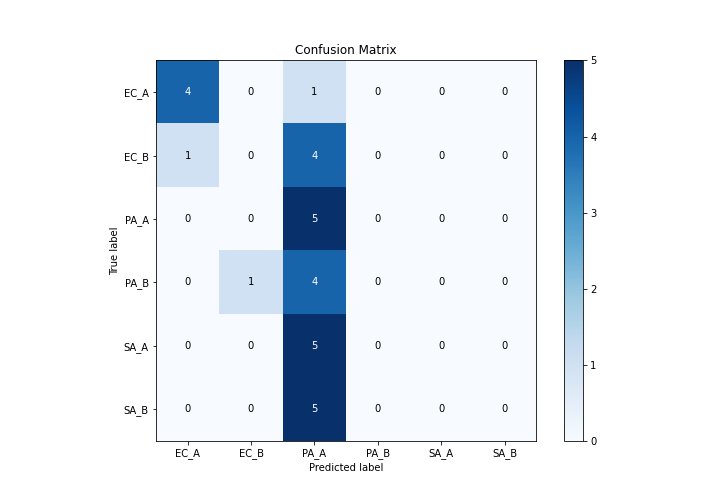 Confusion Matrix
True label
EC_A 4 0 1 0 0 0
EC_B 1 0 4 0 0 0
PA_A 0 0 5 0 0 0
PA_B 0 1 4 0 0 0
SA_A 0 0 5 0 0 0
SA_B 0 0 5 0 0 0
EC_A EC_B PA_A PA_B SA_A SA_B
Predicted label
5
4
3
2
1
0